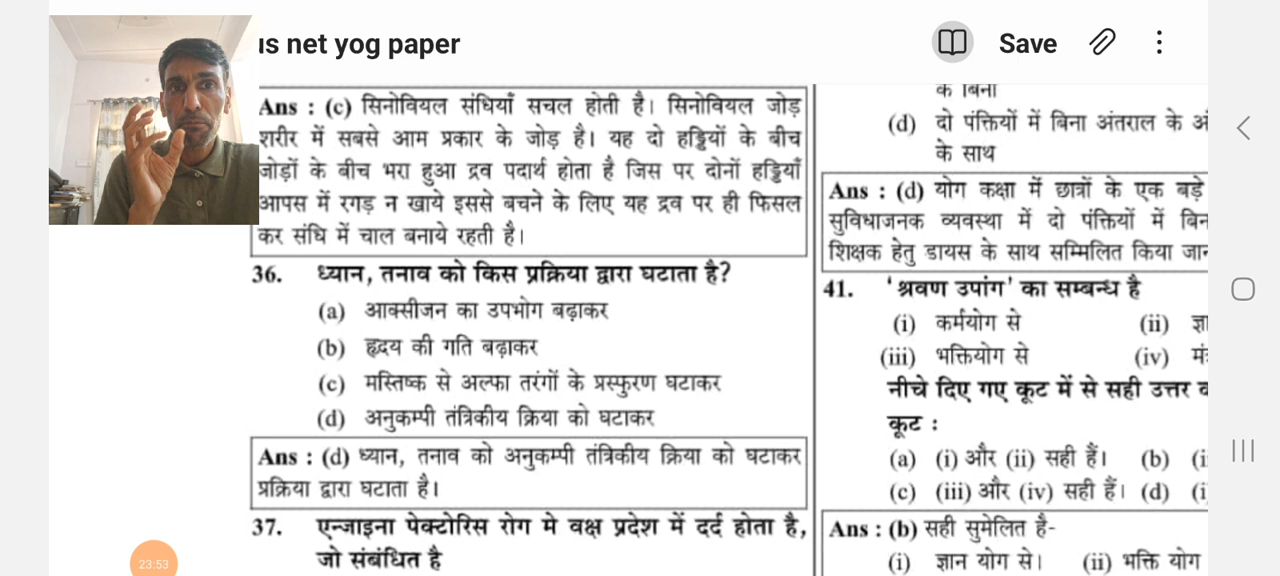 us net yog paper
Save
Ans : (c) सिनोवियल संधियाँ सचल होती है। सिनोवियल जोड़
शरीर में सबसे आम प्रकार के जोड़ है। यह दो हड्डियों के बीच
जोड़ों के बीच भरा हुआ द्रव पदार्थ होता है जिस पर दोनों हड्डियाँ
आपस में रगड़ न खाये इससे बचने के लिए यह द्रव पर ही फिसल
कर संधि में चाल बनाये रहती है।
36. ध्यान, तनाव को किस प्रक्रिया द्वारा घटाता है?
(a) आक्सीजन का उपभोग बढ़ाकर
(b) हृदय की गति बढ़ाकर
(c) मस्तिष्क से अल्फा तरंगों के प्रस्फुरण घटाकर
(d) अनुकम्पी तंत्रिकीय क्रिया को घटाकर
Ans : (d) ध्यान, तनाव को अनुकम्पी तंत्रिकीय क्रिया को घटाकर
प्रक्रिया द्वारा घटाता है।
37. एन्जाइना पेक्टोरिस रोग मे वक्ष प्रदेश में दर्द होता है,
जो संबंधित है
के बिना
(d) दो पंक्तियों में बिना अंतराल के
के साथ
Ans : (d) योग कक्षा में छात्रों के एक बड़े
सुविधाजनक व्यवस्था में दो पंक्तियों में
शिक्षक हेतु डायस के साथ सम्मिलित किया
41. 'श्रवण उपांग' का सम्बन्ध है
(i) कर्मयोग से (ii)
(iii) भक्तियोग से (iv)
नीचे दिए गए कूट में से सही उत्तर
कूट :
(a) (i) और (ii) सही हैं। (b)
(c) (iii) और (iv) सही हैं। (d)
Ans : (b) सही सुमेलित है-
(i) ज्ञान योग से। (ii) भक्ति योग
23:53